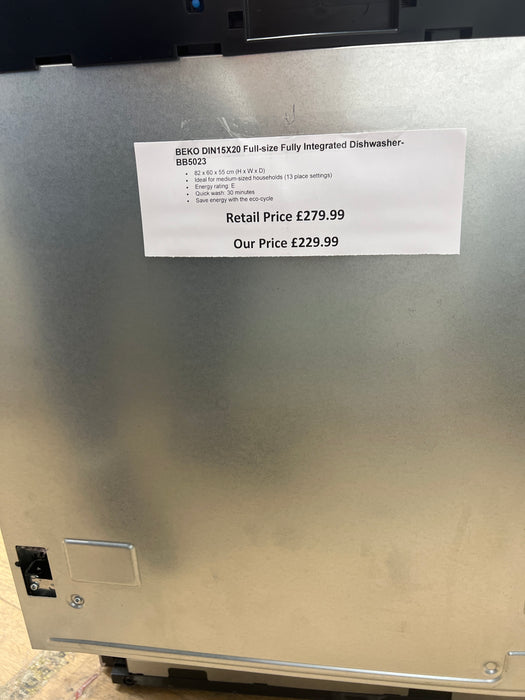 BEKO DIN15X20 Full-size Fully Integrated Dishwasher-
BB5023
• 82 x 60 x 55 cm (H x W x D)
• Ideal for medium-sized households (13 place settings)
• Energy rating: E
• Quick wash: 30 minutes
• Save energy with the eco-cycle
Retail Price £279.99
Our Price £229.99